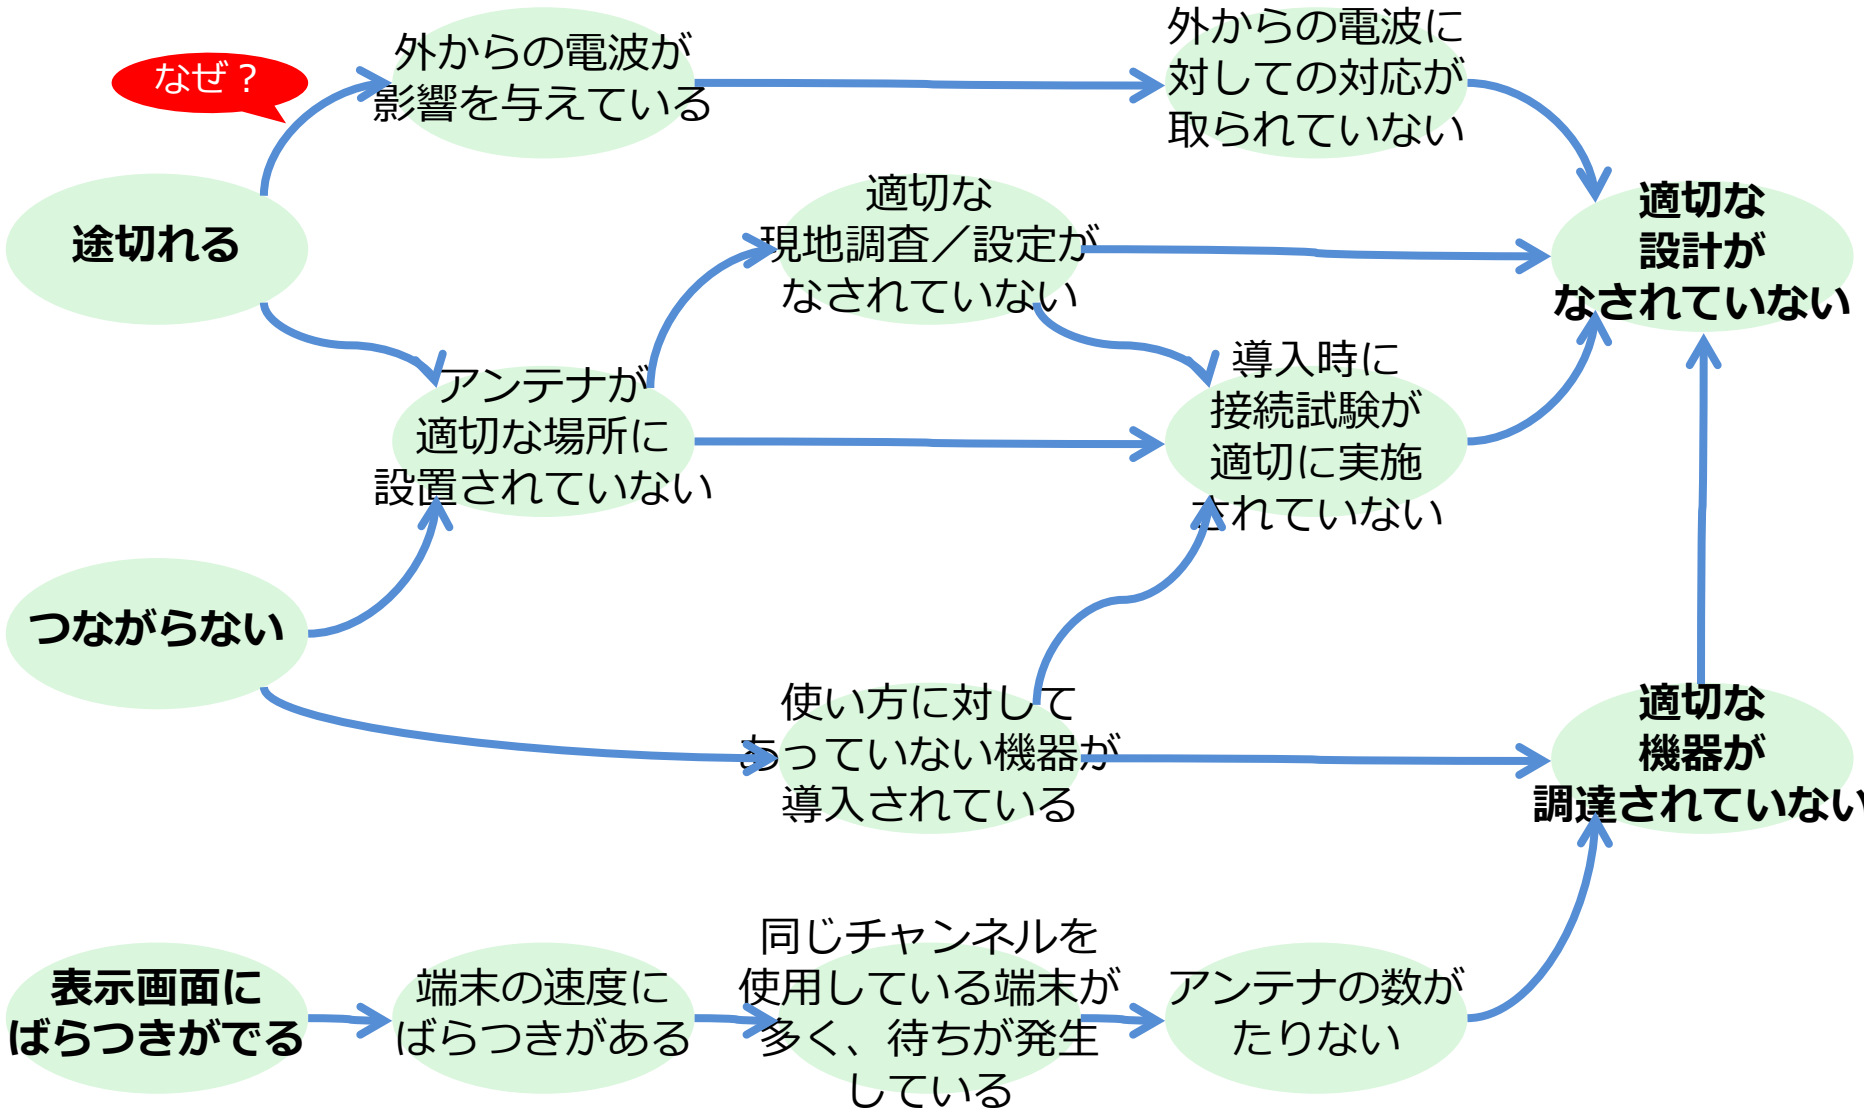 なぜ？
外からの電波が
影響を与えている
外からの電波に
対しての対応が
取られていない
途切れる
適切な
現地調査／設定が
なされていない
適切な
設計が
なされていない
アンテナが
適切な場所に
設置されていない
導入時に
接続試験が
適切に実施
されていない
つながらない
使い方に対して
あっていない機器が
導入されている
適切な
機器が
調達されていない
表示画面に
ばらつきがでる
端末の速度に
ばらつきがある
同じチャンネルを
使用している端末が
多く、待ちが発生
している
アンテナの数が
たりない